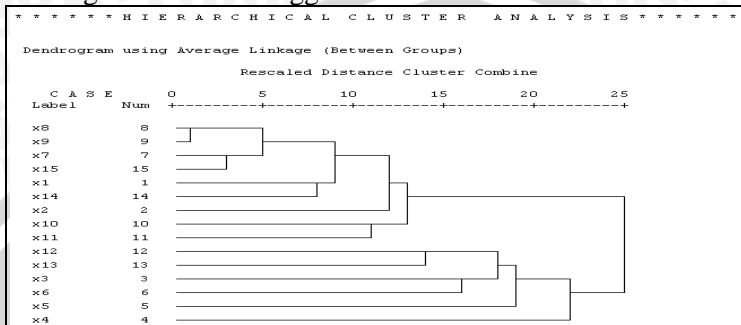 * * * * * * H I E R A R C H I C A L C L U S T E R A N A L Y S I S * * * * * *
Dendrogram using Average Linkage (Between Groups)
Rescaled Distance Cluster Combine
C A S E 0 5 10 15 20 25
Label Num +---------+---------+---------+---------+---------+
x8 8
x9 9
x7 7
x15 15
x1 1
x14 14
x2 2
x10 10
x11 11
x12 12
x13 13
x3 3
x6 6
x5 5
x4 4